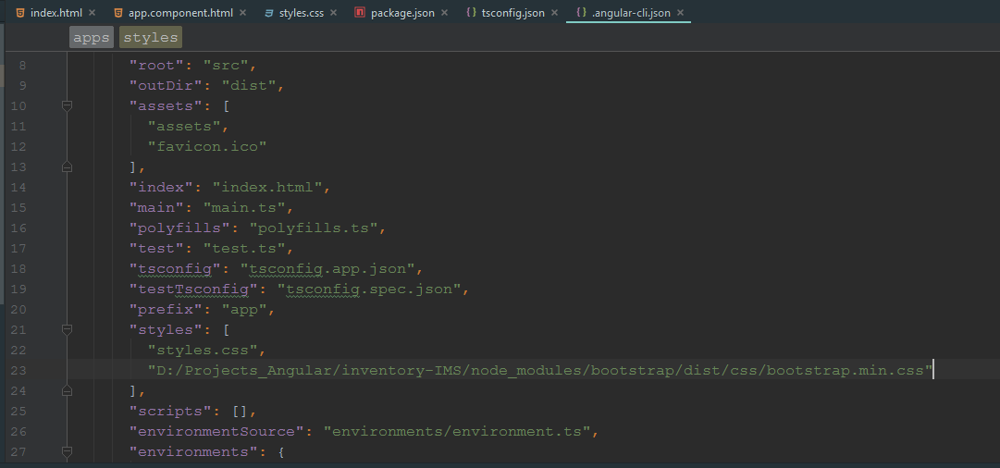 index.html app.component.html styles.css package.json tsconfig.json .angular-cli.json
apps styles
8 "root": "src",
9 "outDir": "dist",
10 "assets": [
11 "assets",
12 "favicon.ico"
13 ],
14 "index": "index.html",
15 "main": "main.ts",
16 "polyfills": "polyfills.ts",
17 "test": "test.ts",
18 "tsconfig": "tsconfig.app.json",
19 "testTsconfig": "tsconfig.spec.json",
20 "prefix": "app",
21 "styles": [
22 "styles.css",
23 "D:/Projects_Angular/inventory-IMS/node_modules/bootstrap/dist/css/bootstrap.min.css"
24 ],
25 "scripts": [],
26 "environmentSource": "environments/environment.ts",
27 "environments": {